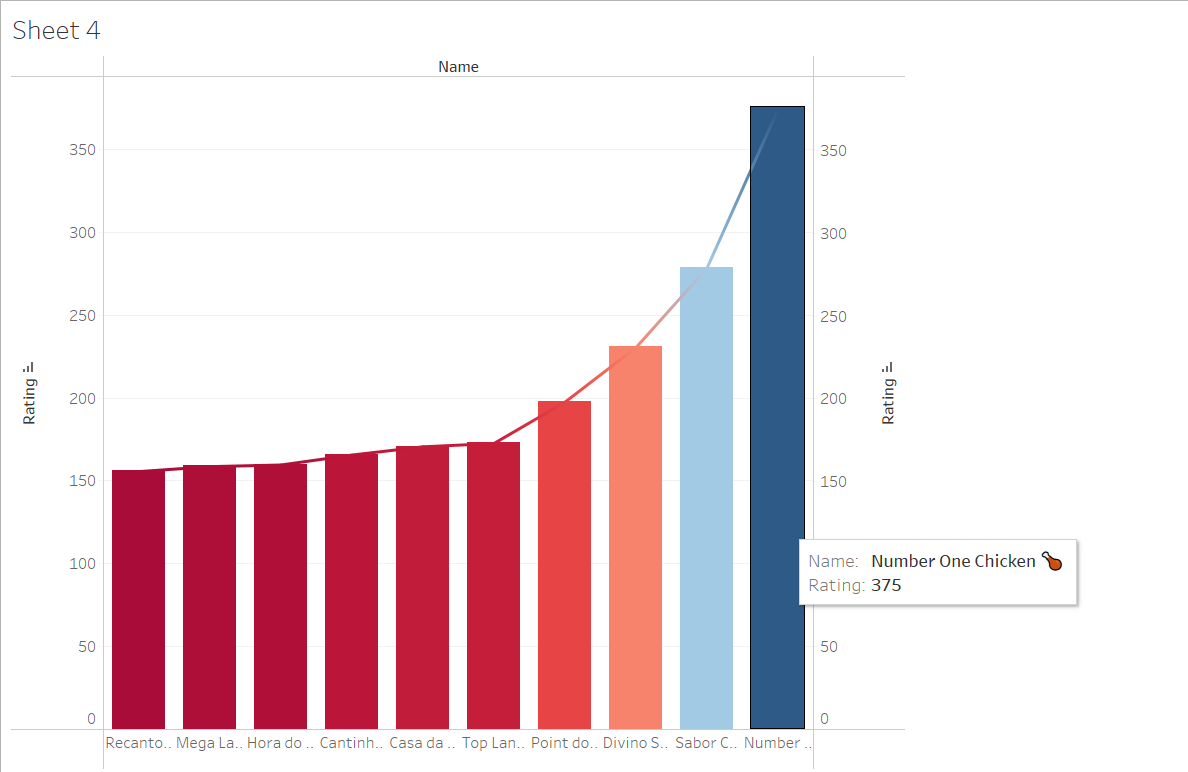 Sheet 4
Name
350 350
300 300
250 250
Rating Rating
200 200
150 150
100
Name: Number One Chicken 🍗
Rating: 375
50 50
0 0
Recanto.. Mega La.. Hora do .. Cantinh.. Casa da .. Top Lan.. Point do.. Divino S.. Sabor C.. Number ..